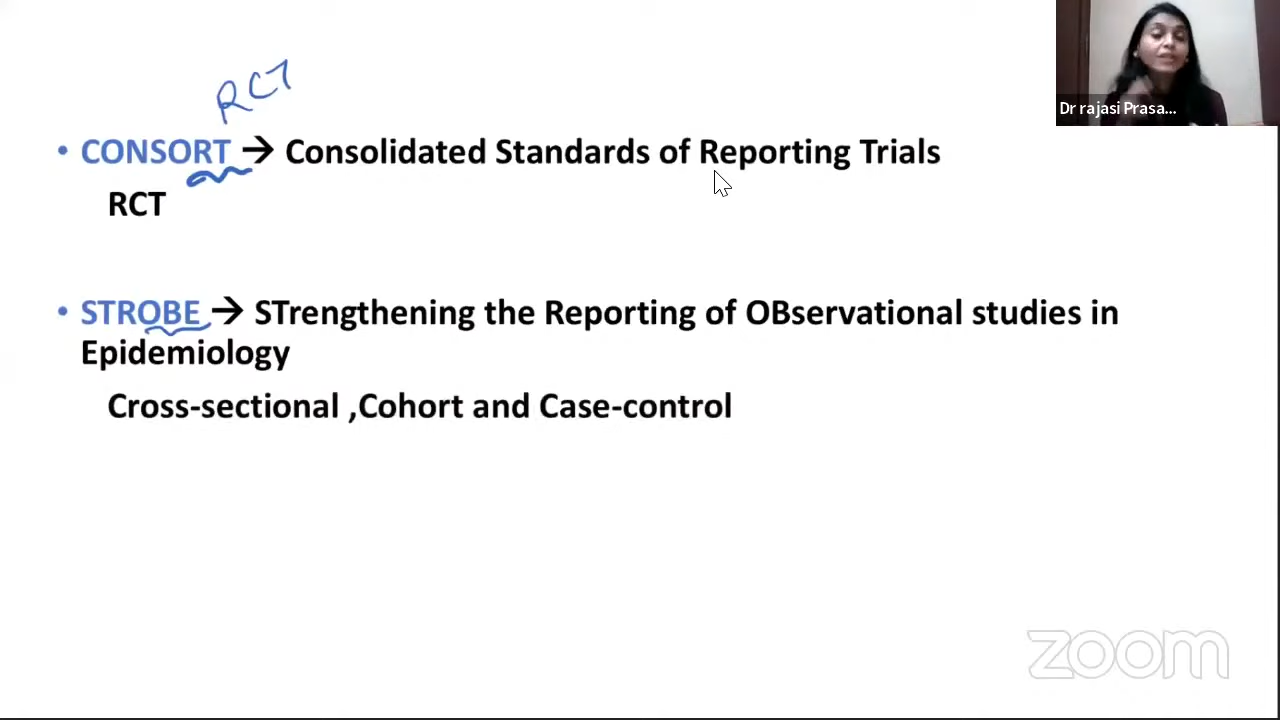 Dr rajasi Prasa...
RCT
• CONSORT → Consolidated Standards of Reporting Trials
RCT
• STROBE → STrengthening the Reporting of OBservational studies in
Epidemiology
Cross-sectional ,Cohort and Case-control
zoom